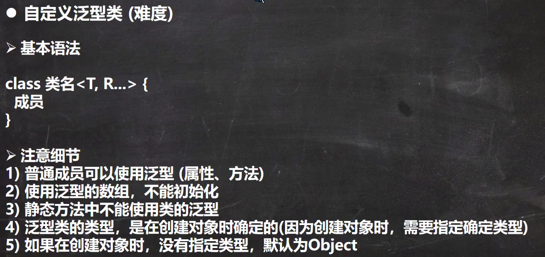 ● 自定义泛型类 (难度)
➢ 基本语法
class 类名<T, R...> {
成员
}
➢ 注意细节
1) 普通成员可以使用泛型 (属性、方法)
2) 使用泛型的数组，不能初始化
3) 静态方法中不能使用类的泛型
4) 泛型类的类型，是在创建对象时确定的(因为创建对象时，需要指定确定类型)
5) 如果在创建对象时，没有指定类型，默认为Object